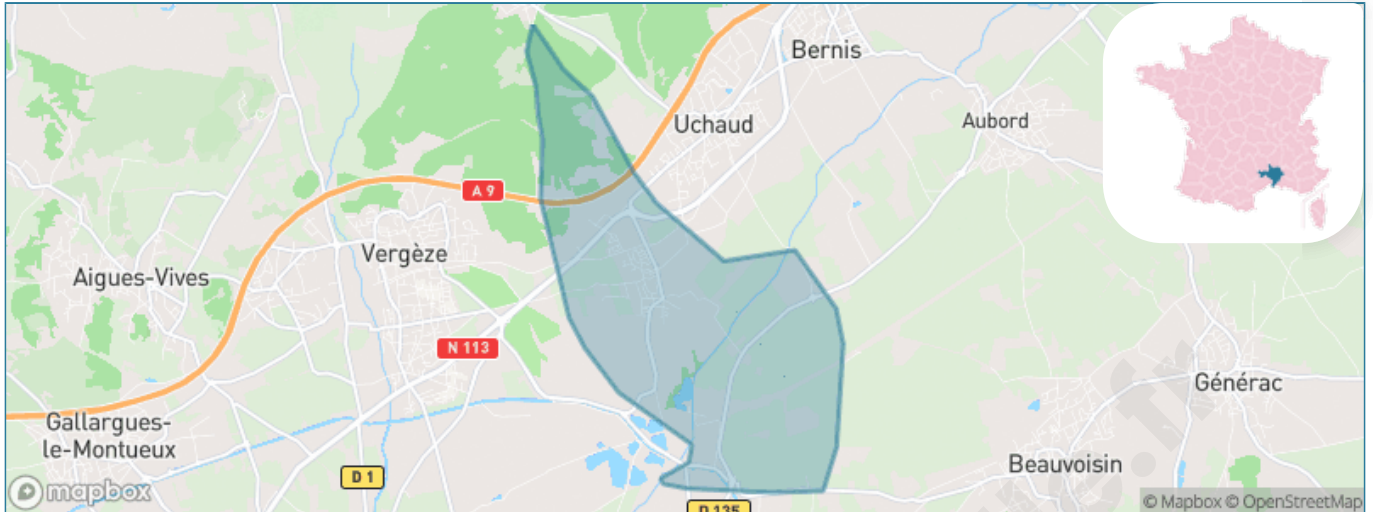 Bernis
Uchaud
Aubord
A 9
Vergèze
Aigues-Vives
N 113
Générac
Gallargues-
le-Montueux
Beauvoisin
D 1
mapbox
D 135
© Mapbox © OpenStreetMap